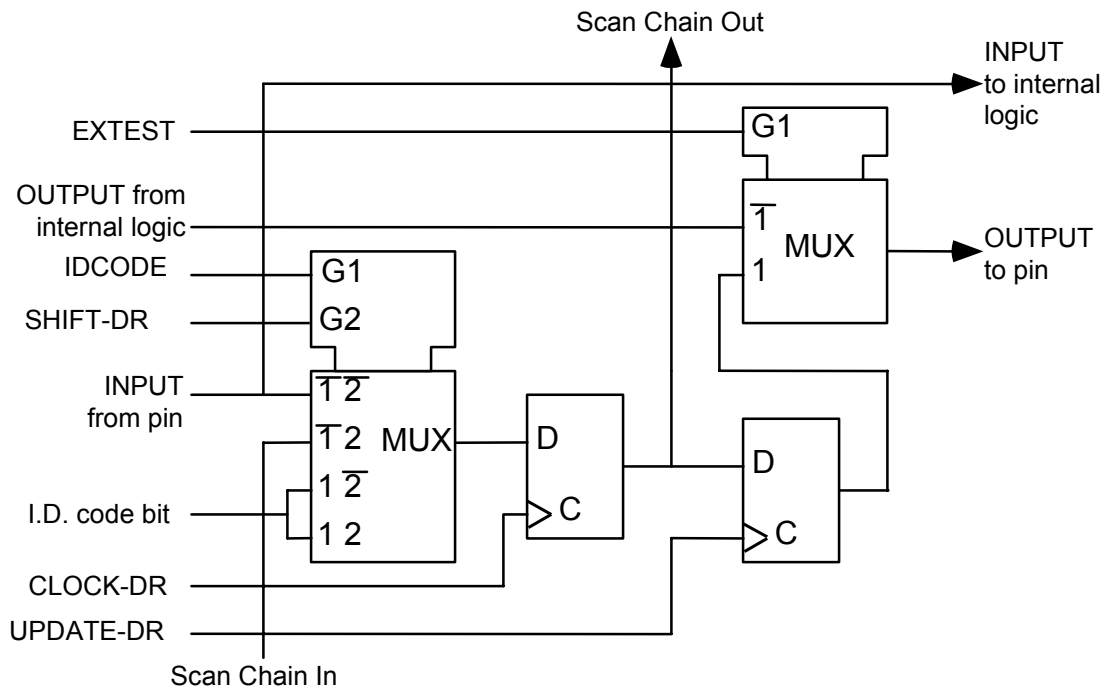 Scan Chain Out
INPUT
to internal
logic
EXTEST
G1
OUTPUT from
internal logic
1̅
MUX
1
OUTPUT
to pin
IDCODE
G1
SHIFT-DR
G2
INPUT
from pin
1̅ 2̅
1̅ 2
MUX
1 2̅
1 2
I.D. code bit
D
C
D
C
CLOCK-DR
UPDATE-DR
Scan Chain In